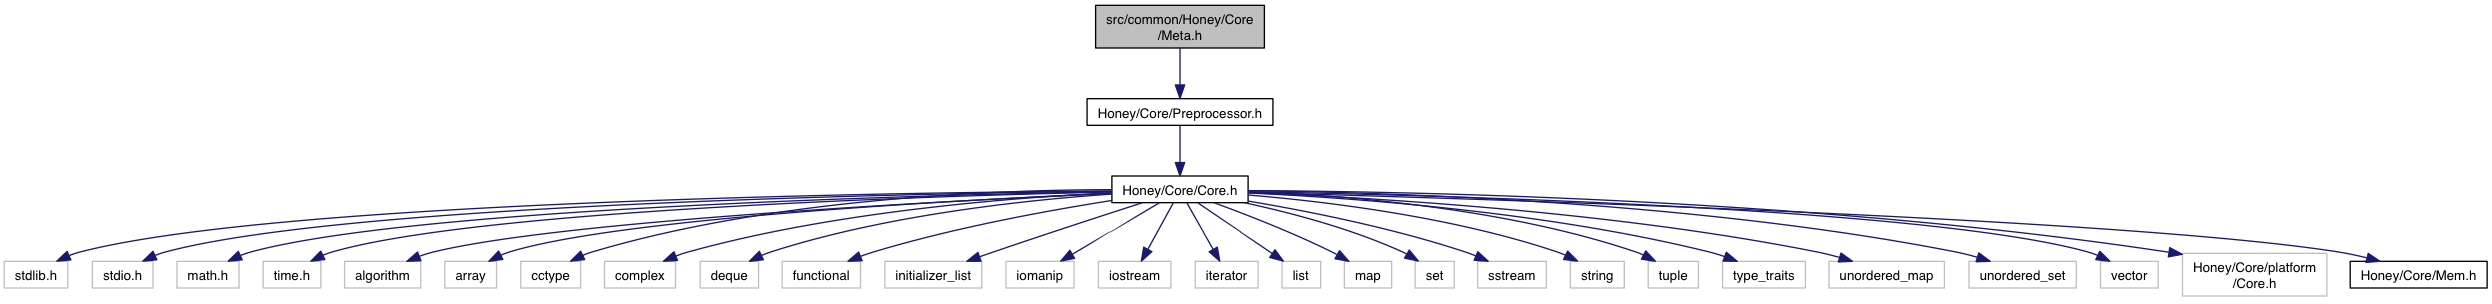 src/common/Honey/Core
/Meta.h
Honey/Core/Preprocessor.h
Honey/Core/Core.h
stdlib.h
stdio.h
math.h
time.h
algorithm
array
cctype
complex
deque
functional
initializer_list
iomanip
iostream
iterator
list
map
set
sstream
string
tuple
type_traits
unordered_map
unordered_set
vector
Honey/Core/platform
/Core.h
Honey/Core/Mem.h